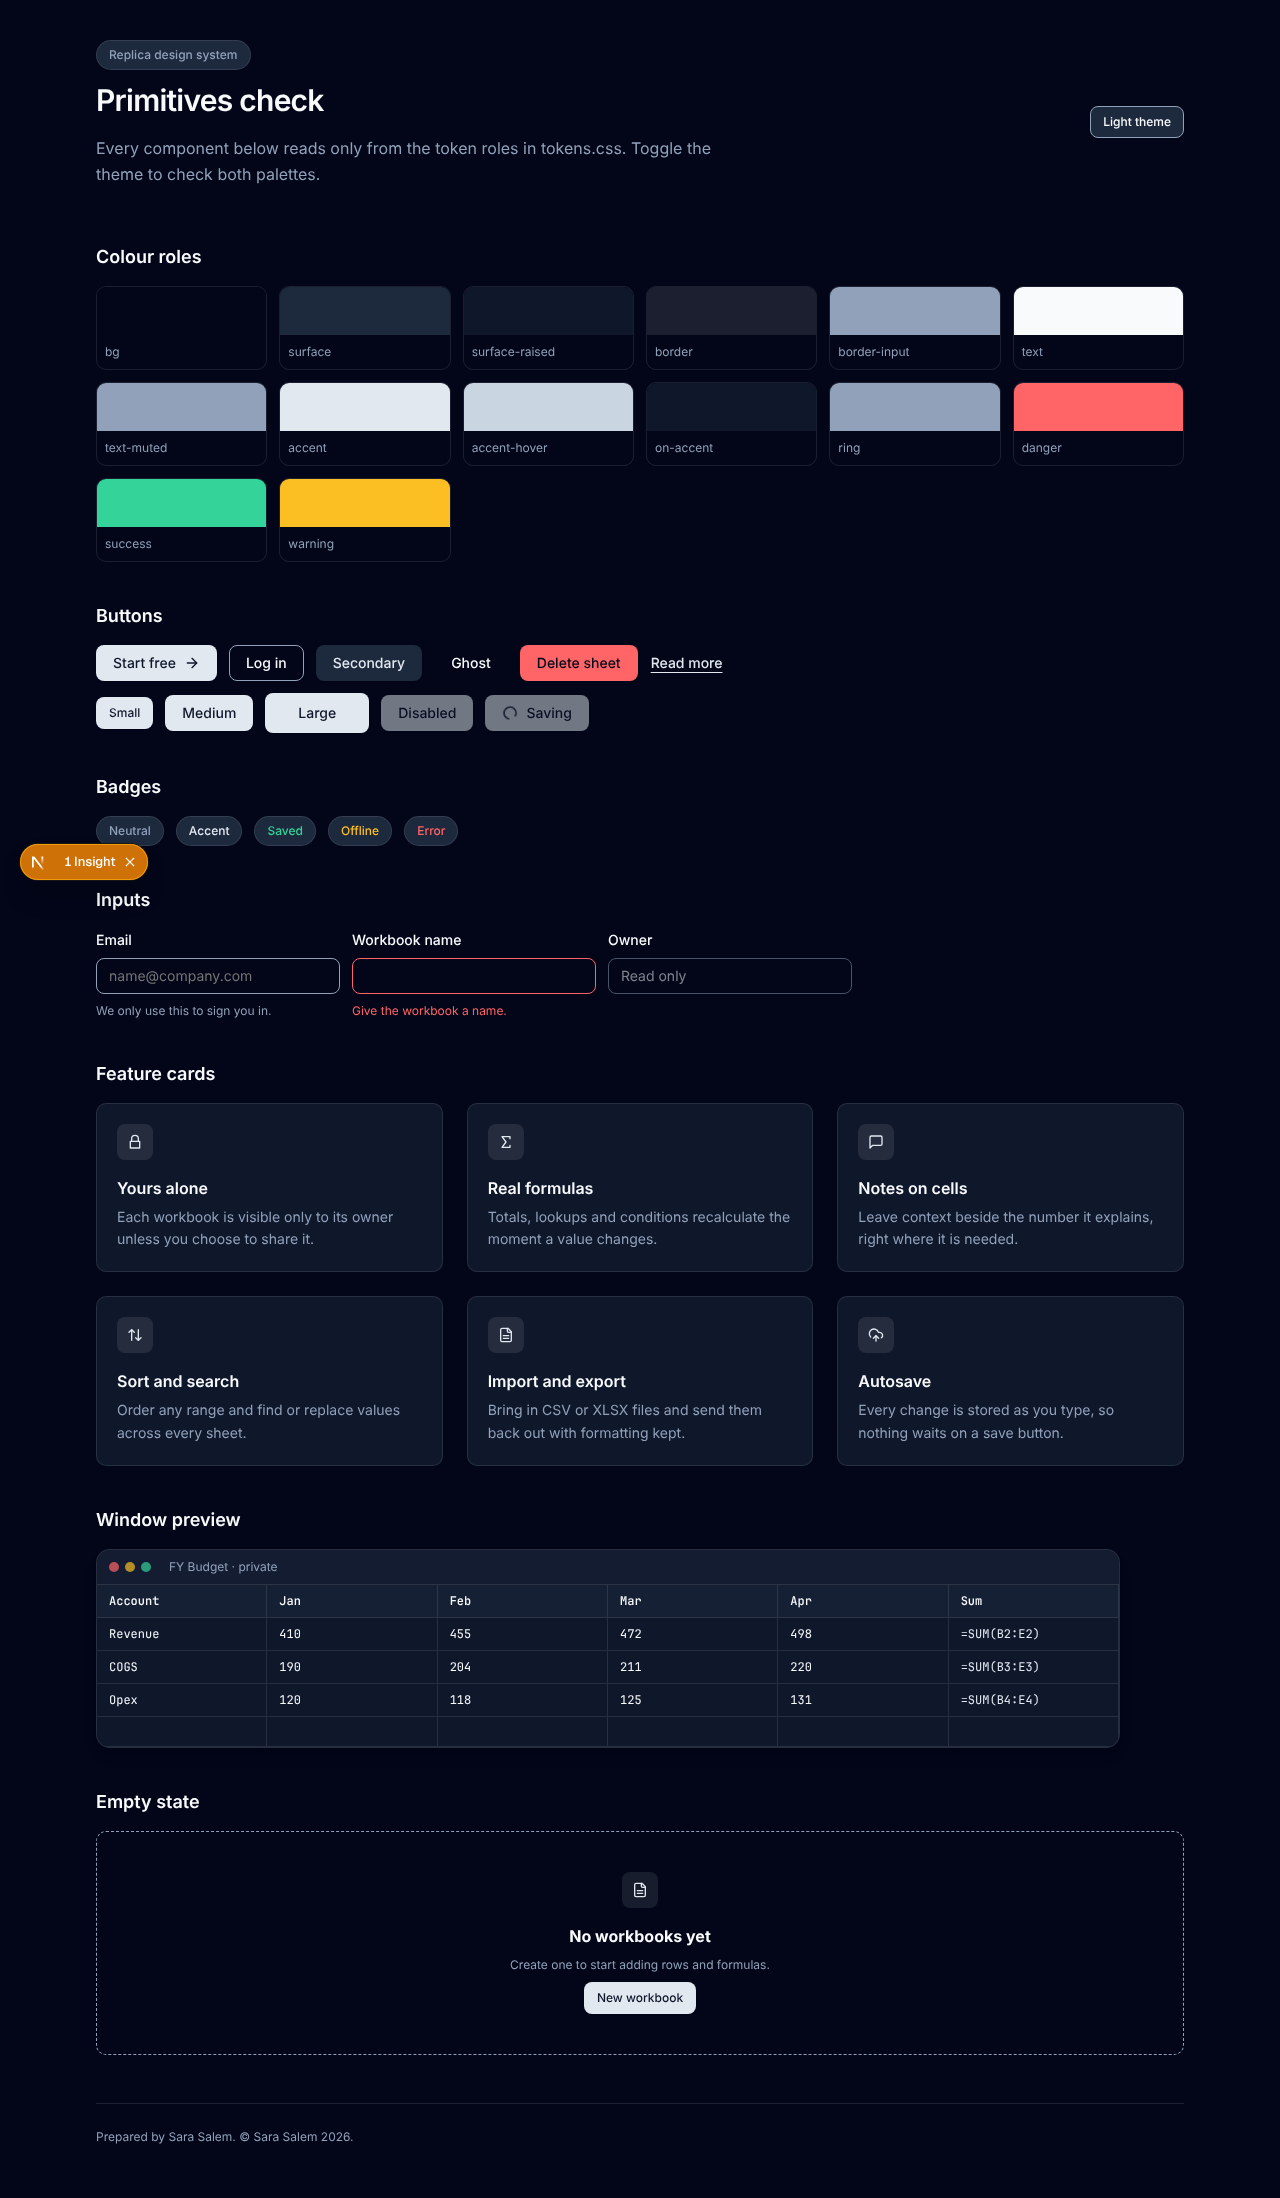 Replica design system
Primitives check
Light theme
Every component below reads only from the token roles in tokens.css. Toggle the
theme to check both palettes.
Colour roles
bg
surface
surface-raised
border
border-input
text
text-muted
accent
accent-hover
on-accent
ring
danger
success
warning
Buttons
Start free
Log in
Secondary
Ghost
Delete sheet
Read more
Small
Medium
Large
Disabled
Saving
Badges
Neutral
Accent
Saved
Offline
Error
1 Insight
Inputs
Email
Workbook name
Owner
name@company.com
Read only
We only use this to sign you in.
Give the workbook a name.
Feature cards
Yours alone
Each workbook is visible only to its owner
unless you choose to share it.
Σ
Real formulas
Totals, lookups and conditions recalculate the
moment a value changes.
Notes on cells
Leave context beside the number it explains,
right where it is needed.
Sort and search
Order any range and find or replace values
across every sheet.
Import and export
Bring in CSV or XLSX files and send them
back out with formatting kept.
Autosave
Every change is stored as you type, so
nothing waits on a save button.
Window preview
FY Budget · private
Account Jan Feb Mar Apr Sum
Revenue 410 455 472 498 =SUM(B2:E2)
COGS 190 204 211 220 =SUM(B3:E3)
Opex 120 118 125 131 =SUM(B4:E4)
Empty state
No workbooks yet
Create one to start adding rows and formulas.
New workbook
Prepared by Sara Salem. © Sara Salem 2026.